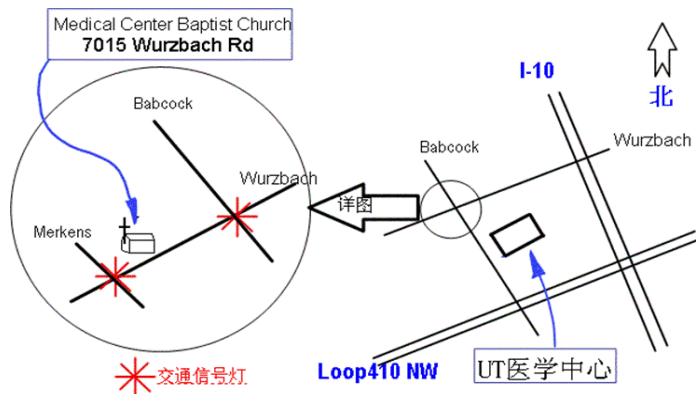 Medical Center Baptist Church
7015 Wurzbach Rd
Babcock
Wurzbach
Merkens
交通信号灯
详图
I-10
北
Babcock
Wurzbach
Loop410 NW
UT医学中心